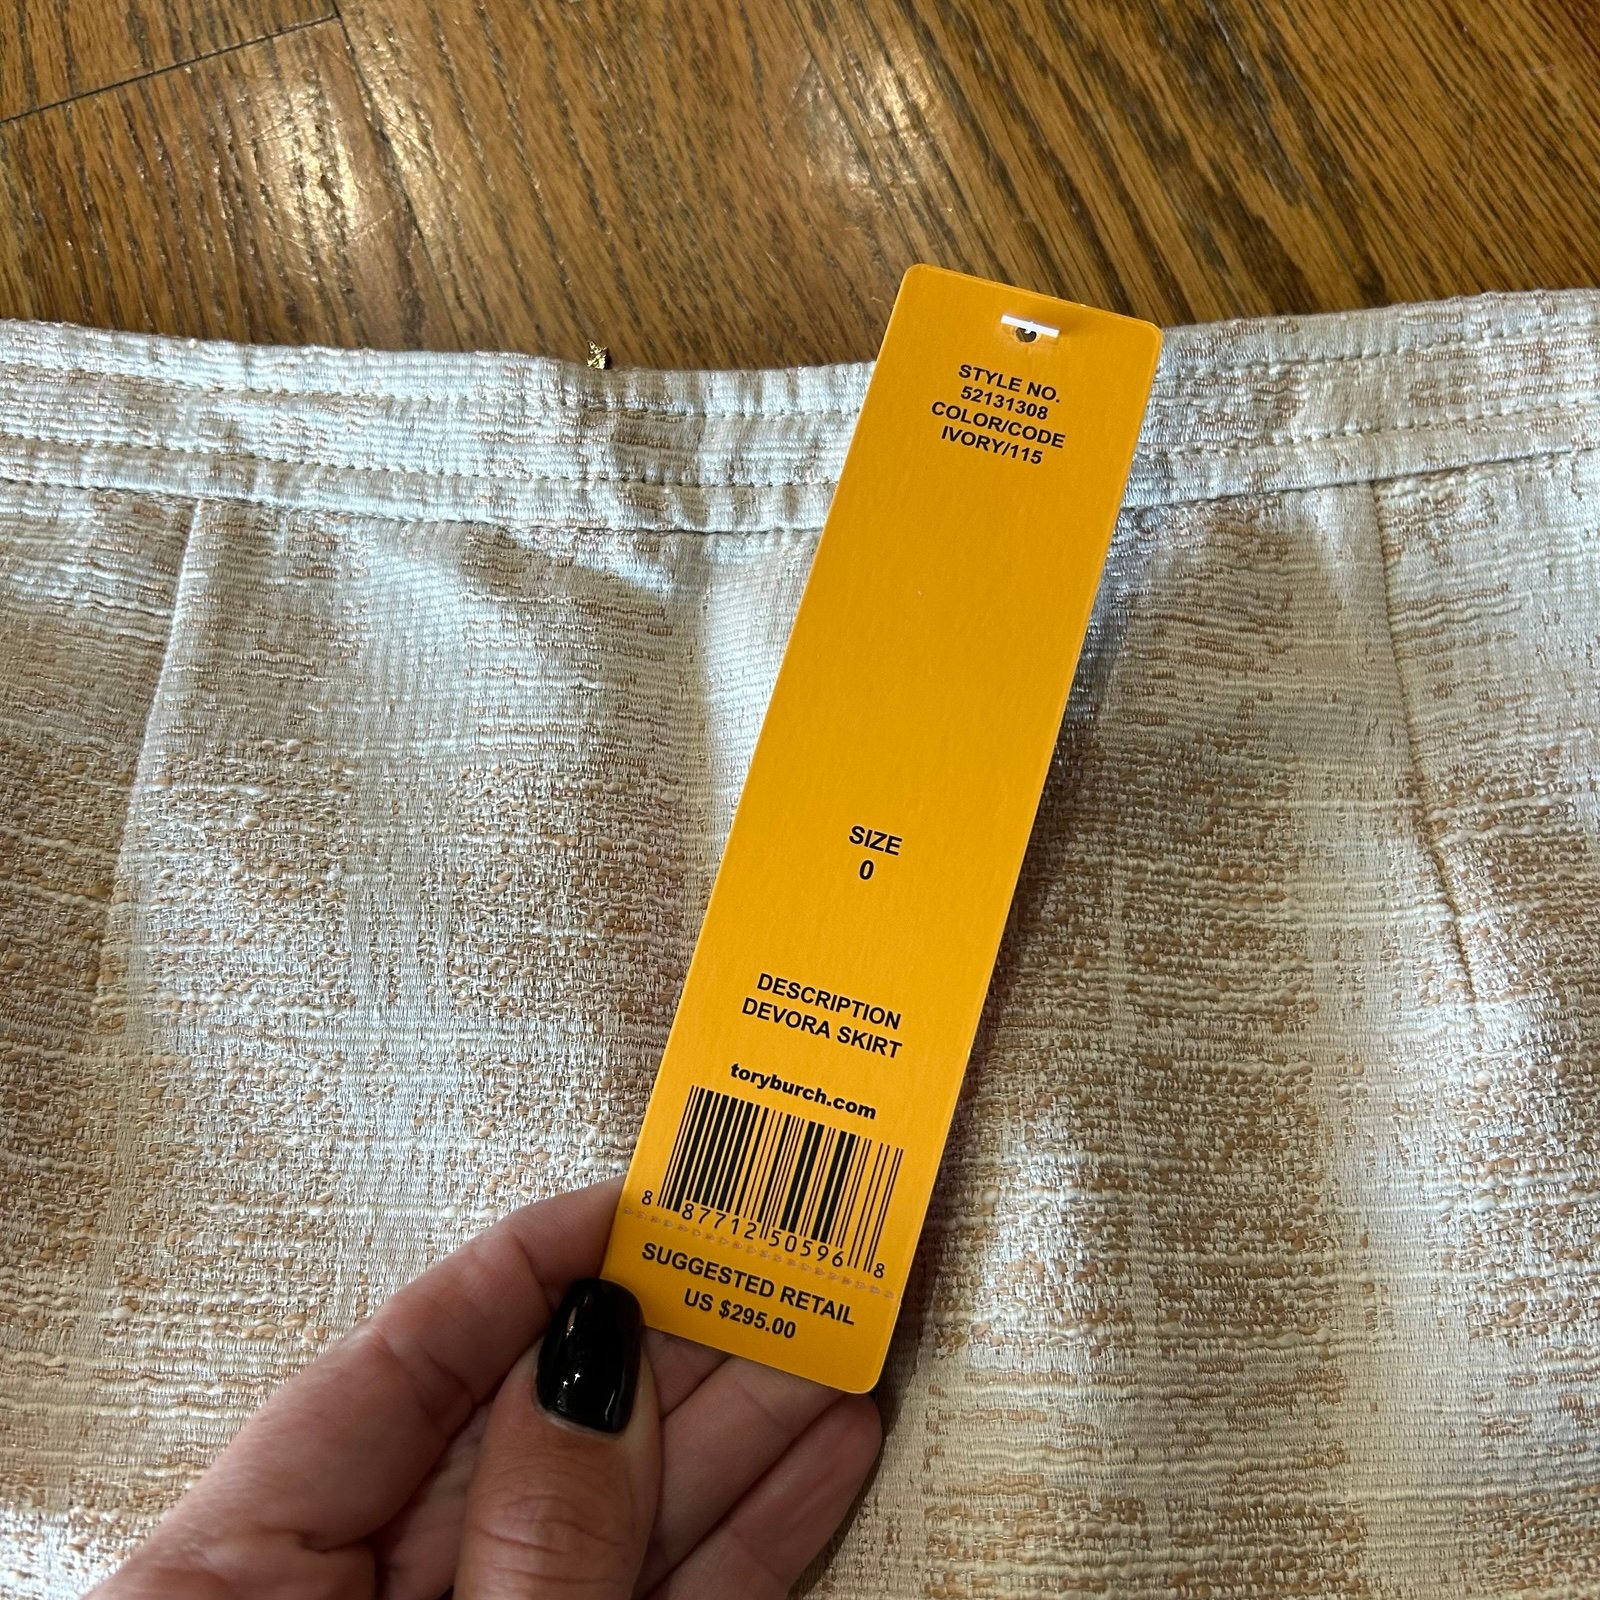 STYLE NO.
52131308
COLOR/CODE
IVORY/115
SIZE
0
DESCRIPTION
DEVORA SKIRT
toryburch.com
8 87712 50596 8
SUGGESTED RETAIL
US $295.00